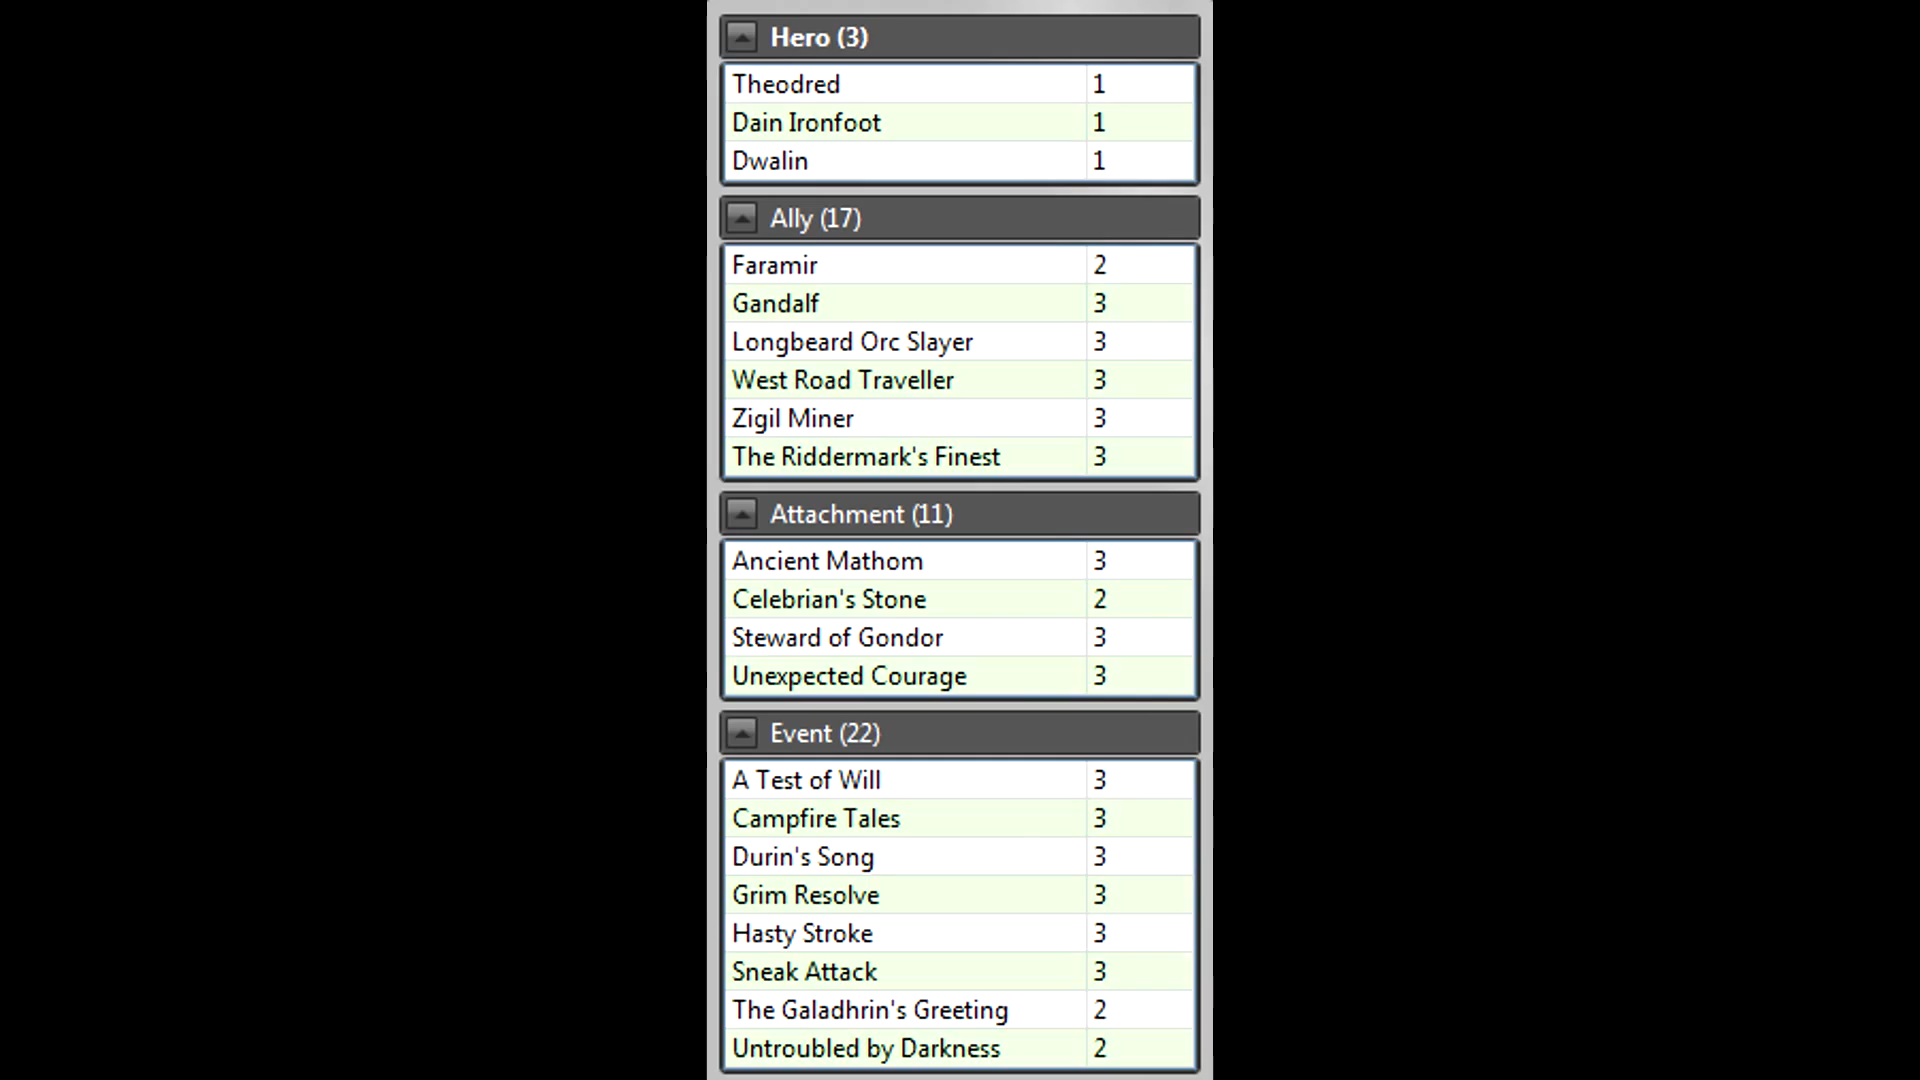 Hero (3)
Theodred 1
Dain Ironfoot 1
Dwalin 1
Ally (17)
Faramir 2
Gandalf 3
Longbeard Orc Slayer 3
West Road Traveller 3
Zigil Miner 3
The Riddermark's Finest 3
Attachment (11)
Ancient Mathom 3
Celebrian's Stone 2
Steward of Gondor 3
Unexpected Courage 3
Event (22)
A Test of Will 3
Campfire Tales 3
Durin's Song 3
Grim Resolve 3
Hasty Stroke 3
Sneak Attack 3
The Galadhrin's Greeting 2
Untroubled by Darkness 2